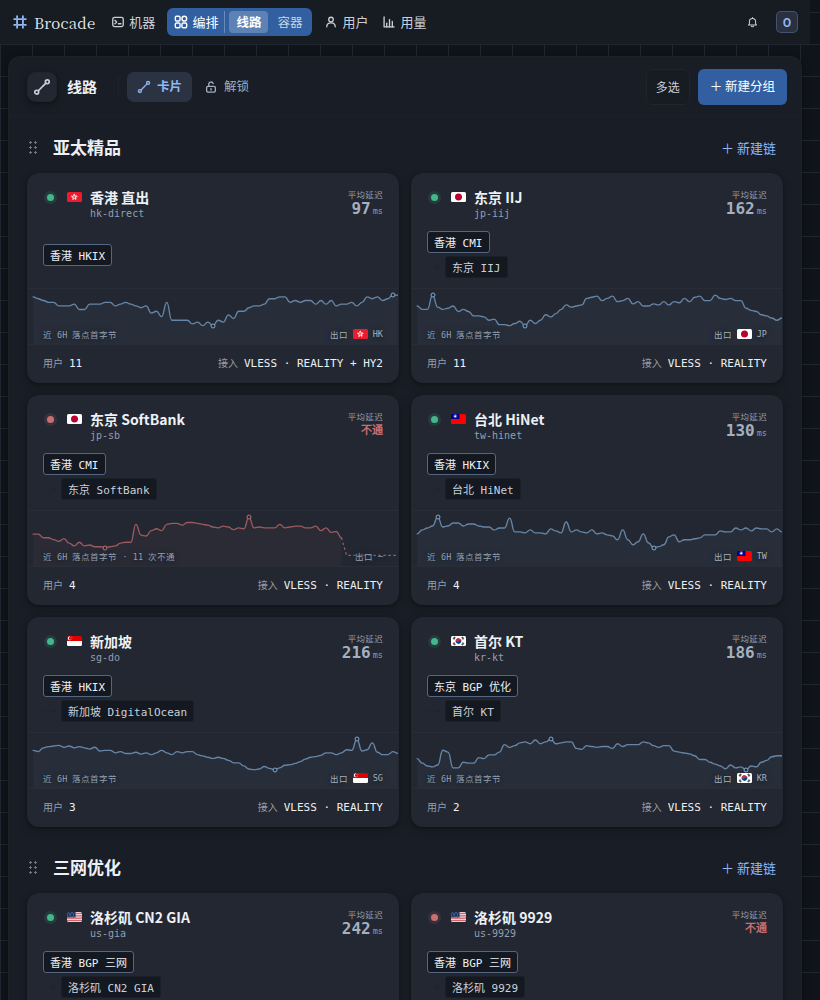 Brocade 机器 编排 线路 容器 用户 用量 O
线路 卡片 解锁 多选 + 新建分组
亚太精品 + 新建链
香港 直出 平均延迟
hk-direct 97 ms
香港 HKIX
近 6H 落点首字节 出口 HK
用户 11 接入 VLESS · REALITY + HY2
东京 IIJ 平均延迟
jp-iij 162 ms
香港 CMI
东京 IIJ
近 6H 落点首字节 出口 JP
用户 11 接入 VLESS · REALITY
东京 SoftBank 平均延迟
jp-sb 不通
香港 CMI
东京 SoftBank
近 6H 落点首字节 · 11 次不通 出口
用户 4 接入 VLESS · REALITY
台北 HiNet 平均延迟
tw-hinet 130 ms
香港 HKIX
台北 HiNet
近 6H 落点首字节 出口 TW
用户 4 接入 VLESS · REALITY
新加坡 平均延迟
sg-do 216 ms
香港 HKIX
新加坡 DigitalOcean
近 6H 落点首字节 出口 SG
用户 3 接入 VLESS · REALITY
首尔 KT 平均延迟
kr-kt 186 ms
东京 BGP 优化
首尔 KT
近 6H 落点首字节 出口 KR
用户 2 接入 VLESS · REALITY
三网优化 + 新建链
洛杉矶 CN2 GIA 平均延迟
us-gia 242 ms
香港 BGP 三网
洛杉矶 CN2 GIA
洛杉矶 9929 平均延迟
us-9929 不通
香港 BGP 三网
洛杉矶 9929